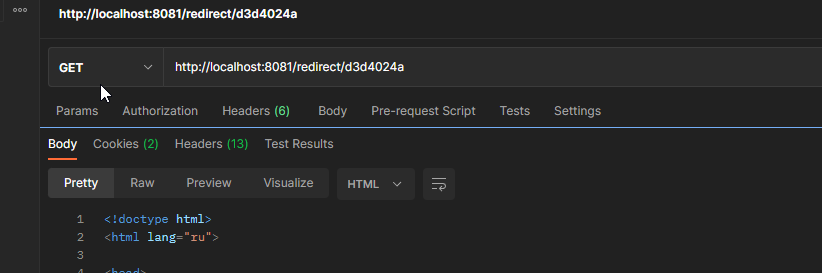 http://localhost:8081/redirect/d3d4024a
GET http://localhost:8081/redirect/d3d4024a
Params Authorization Headers (6) Body Pre-request Script Tests Settings
Body Cookies (2) Headers (13) Test Results
Pretty Raw Preview Visualize HTML
1 <!doctype html>
2 <html lang="ru">
3
4 <head>